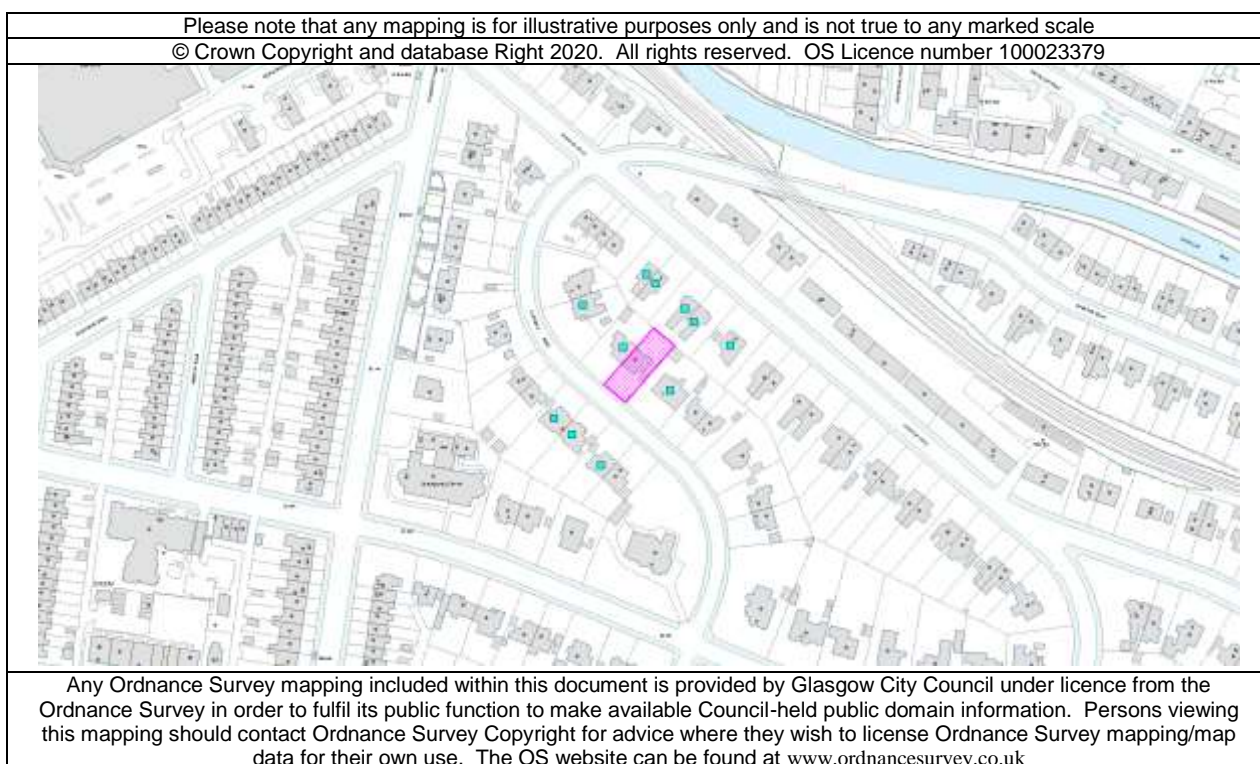 Please note that any mapping is for illustrative purposes only and is not true to any marked scale
© Crown Copyright and database Right 2020. All rights reserved. OS Licence number 100023379
Any Ordnance Survey mapping included within this document is provided by Glasgow City Council under licence from the
Ordnance Survey in order to fulfil its public function to make available Council-held public domain information. Persons viewing
this mapping should contact Ordnance Survey Copyright for advice where they wish to license Ordnance Survey mapping/map
data for their own use. The OS website can be found at www.ordnancesurvey.co.uk